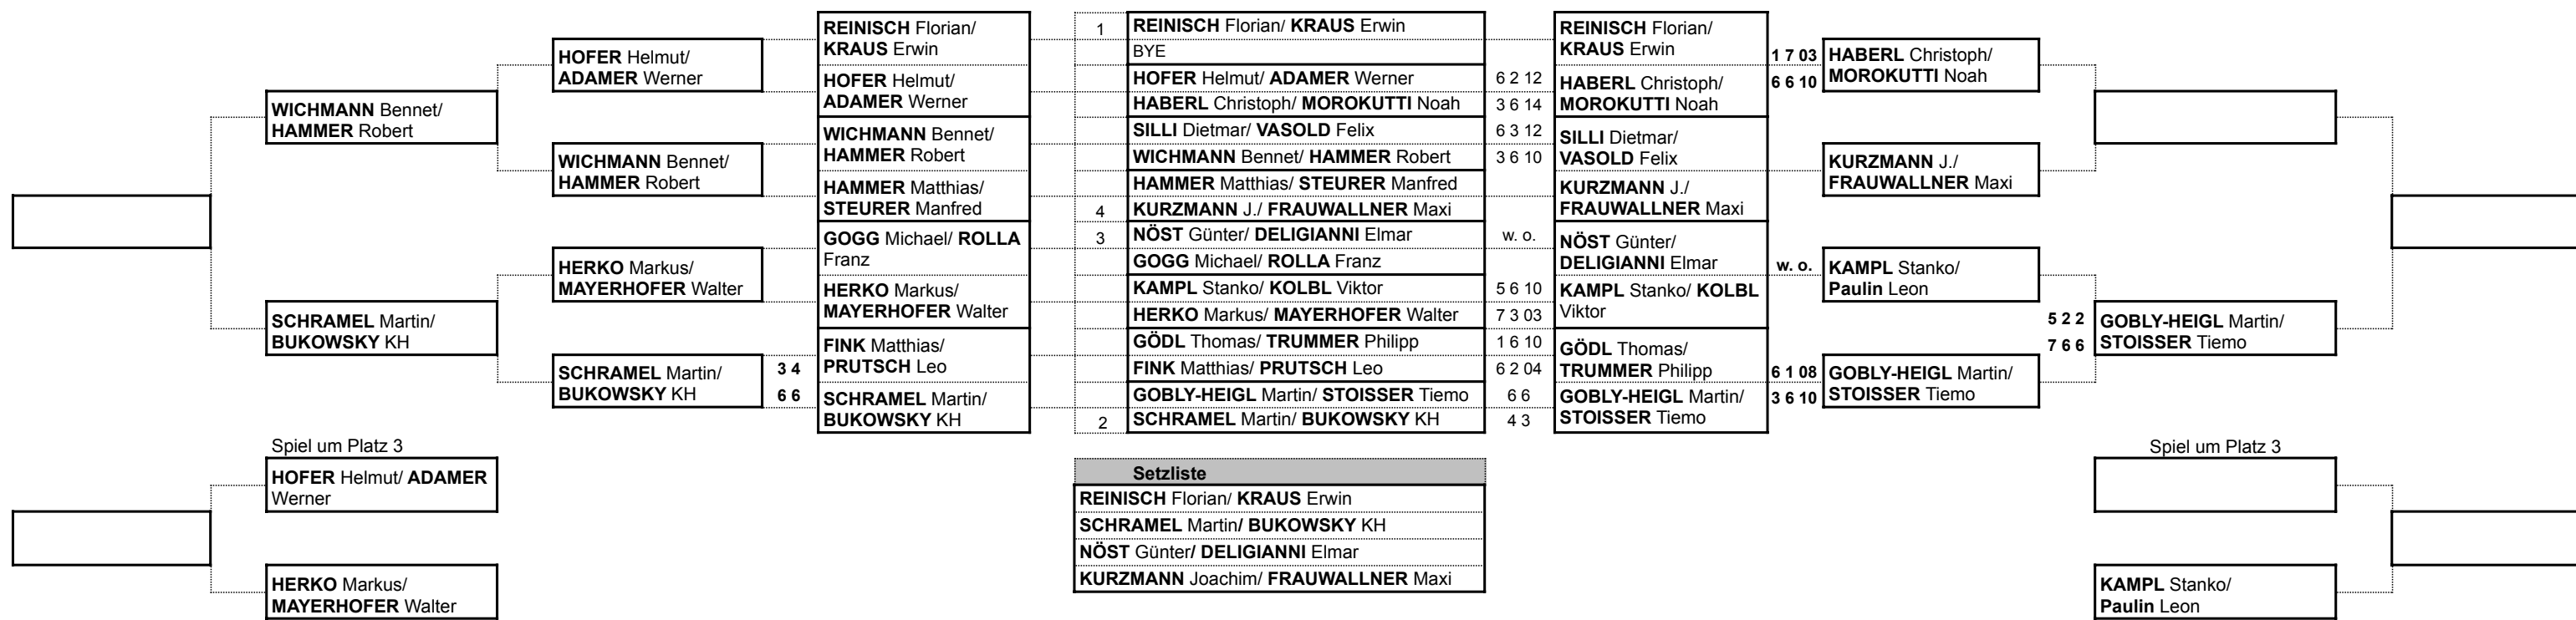 WICHMANN Bennet/
HAMMER Robert
SCHRAMEL Martin/
BUKOWSKY KH
Spiel um Platz 3
HOFER Helmut/ ADAMER
Werner
HERKO Markus/
MAYERHOFER Walter
HOFER Helmut/
ADAMER Werner
WICHMANN Bennet/
HAMMER Robert
HERKO Markus/
MAYERHOFER Walter
SCHRAMEL Martin/
BUKOWSKY KH
3 4
6 6
REINISCH Florian/
KRAUS Erwin
HOFER Helmut/
ADAMER Werner
WICHMANN Bennet/
HAMMER Robert
HAMMER Matthias/
STEURER Manfred
GOGG Michael/ ROLLA
Franz
HERKO Markus/
MAYERHOFER Walter
FINK Matthias/
PRUTSCH Leo
SCHRAMEL Martin/
BUKOWSKY KH
1 REINISCH Florian/ KRAUS Erwin
BYE
HOFER Helmut/ ADAMER Werner 6 2 12
HABERL Christoph/ MOROKUTTI Noah 3 6 14
SILLI Dietmar/ VASOLD Felix 6 3 12
WICHMANN Bennet/ HAMMER Robert 3 6 10
HAMMER Matthias/ STEURER Manfred
4 KURZMANN J./ FRAUWALLNER Maxi
3 NÖST Günter/ DELIGIANNI Elmar w. o.
GOGG Michael/ ROLLA Franz
KAMPL Stanko/ KOLBL Viktor 5 6 10
HERKO Markus/ MAYERHOFER Walter 7 3 03
GÖDL Thomas/ TRUMMER Philipp 1 6 10
FINK Matthias/ PRUTSCH Leo 6 2 04
GOBLY-HEIGL Martin/ STOISSER Tiemo 6 6
2 SCHRAMEL Martin/ BUKOWSKY KH 4 3
Setzliste
REINISCH Florian/ KRAUS Erwin
SCHRAMEL Martin/ BUKOWSKY KH
NÖST Günter/ DELIGIANNI Elmar
KURZMANN Joachim/ FRAUWALLNER Maxi
REINISCH Florian/
KRAUS Erwin
HABERL Christoph/
MOROKUTTI Noah
SILLI Dietmar/
VASOLD Felix
KURZMANN J./
FRAUWALLNER Maxi
NÖST Günter/
DELIGIANNI Elmar
KAMPL Stanko/ KOLBL
Viktor
GÖDL Thomas/
TRUMMER Philipp
GOBLY-HEIGL Martin/
STOISSER Tiemo
1 7 03
6 6 10
w. o.
6 1 08
3 6 10
HABERL Christoph/
MOROKUTTI Noah
KURZMANN J./
FRAUWALLNER Maxi
KAMPL Stanko/
Paulin Leon
GOBLY-HEIGL Martin/
STOISSER Tiemo
5 2 2
7 6 6
GOBLY-HEIGL Martin/
STOISSER Tiemo
Spiel um Platz 3
KAMPL Stanko/
Paulin Leon